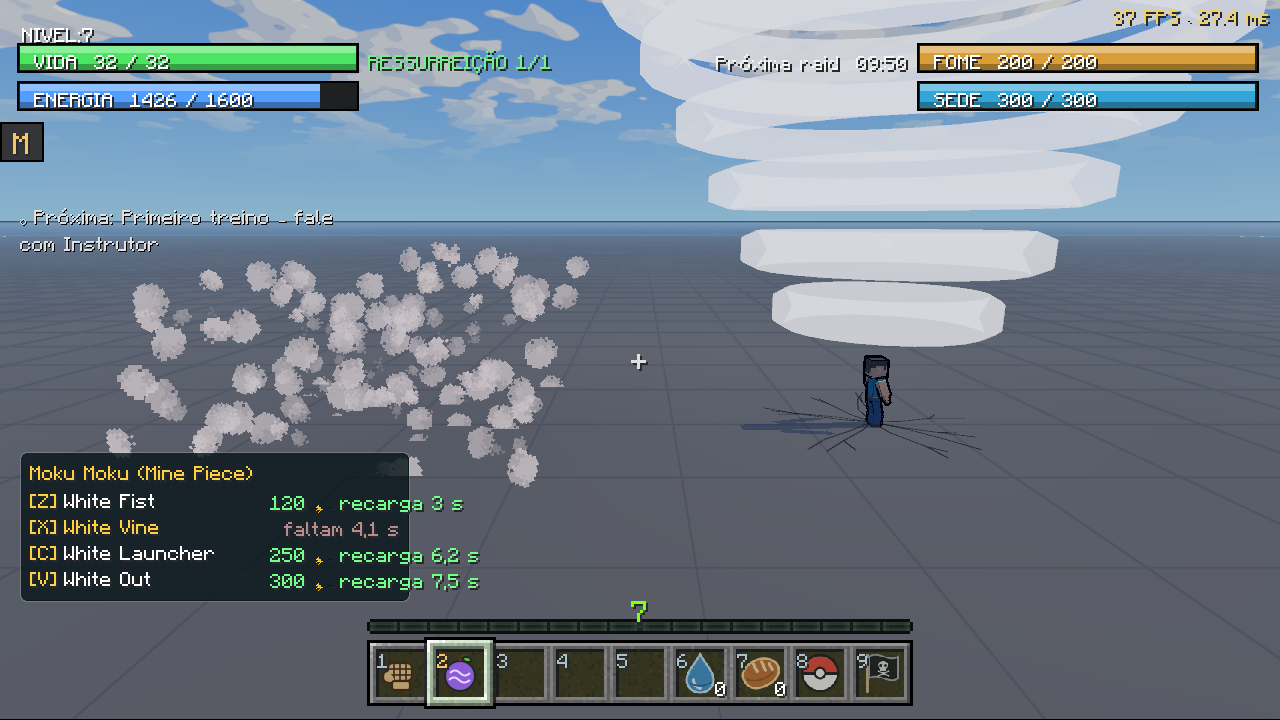 37 FPS · 27.4 ms
NIVEL:7
VIDA 32 / 32
RESSURREIÇÃO 1/1
Próxima raid 09:50
FOME 200 / 200
ENERGIA 1426 / 1600
SEDE 300 / 300
M
Próxima: Primeiro treino - fale
com Instrutor
Moku Moku (Mine Piece)
[Z] White Fist 120 recarga 3 s
[X] White Vine faltam 4,1 s
[C] White Launcher 250 recarga 6,2 s
[V] White Out 300 recarga 7,5 s
7
1 2 3 4 5 6 7 8 9
0 0